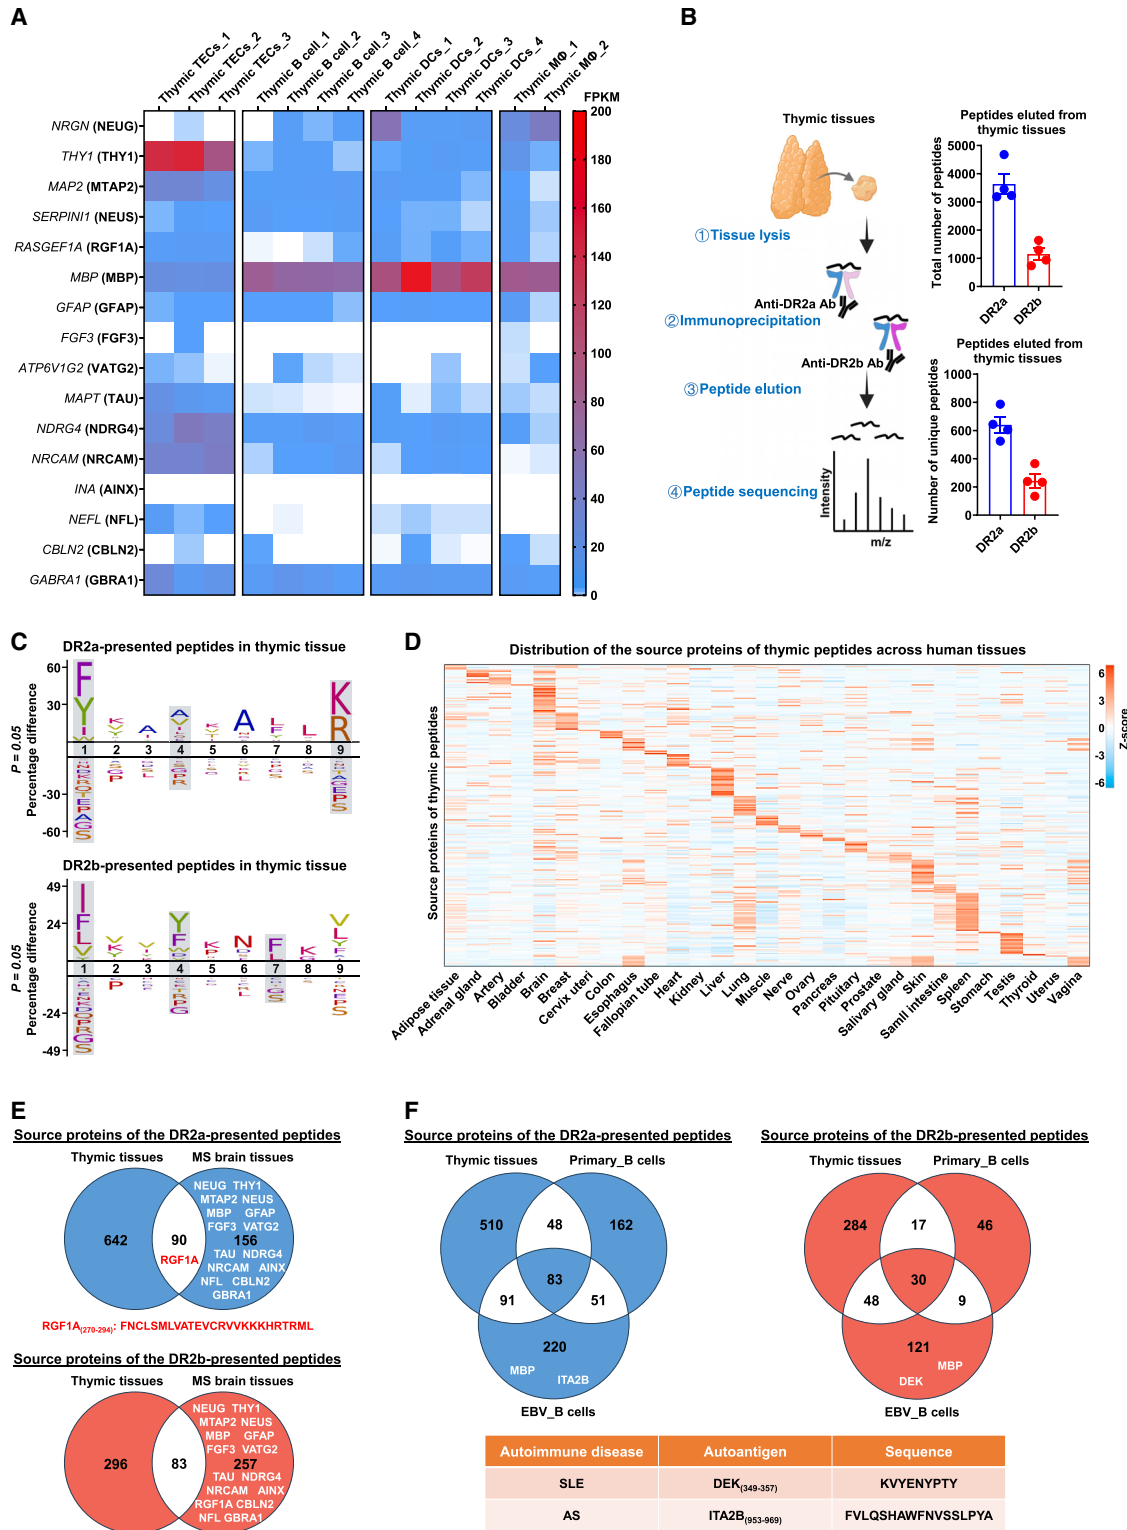 A
Thymic TECs_1
Thymic TECs_2
Thymic TECs_3
Thymic B cell_1
Thymic B cell_2
Thymic B cell_3
Thymic B cell_4
Thymic DCs_1
Thymic DCs_2
Thymic DCs_3
Thymic DCs_4
Thymic MΦ_1
Thymic MΦ_2
FPKM
NRGN (NEUG)
THY1 (THY1)
MAP2 (MTAP2)
SERPINI1 (NEUS)
RASGEF1A (RGF1A)
MBP (MBP)
GFAP (GFAP)
FGF3 (FGF3)
ATP6V1G2 (VATG2)
MAPT (TAU)
NDRG4 (NDRG4)
NRCAM (NRCAM)
INA (AINX)
NEFL (NFL)
CBLN2 (CBLN2)
GABRA1 (GBRA1)
200
180
160
140
120
100
80
60
40
20
0
B
Thymic tissues
①Tissue lysis
Anti-DR2a Ab
②Immunoprecipitation
Anti-DR2b Ab
③Peptide elution
④Peptide sequencing
Intensity
m/z
Peptides eluted from
thymic tissues
Total number of peptides
5000
4000
3000
2000
1000
0
DR2a
DR2b
Peptides eluted from
thymic tissues
Number of unique peptides
1000
800
600
400
200
0
DR2a
DR2b
C
DR2a-presented peptides in thymic tissue
P = 0.05
Percentage difference
60
30
-30
-60
1 2 3 4 5 6 7 8 9
DR2b-presented peptides in thymic tissue
P = 0.05
Percentage difference
49
24
-24
-49
1 2 3 4 5 6 7 8 9
D
Distribution of the source proteins of thymic peptides across human tissues
Source proteins of thymic peptides
6
3
0
-3
-6
Z-score
Adipose tissue
Adrenal gland
Artery
Bladder
Brain
Breast
Cervix uteri
Colon
Esophagus
Fallopian tube
Heart
Kidney
Liver
Lung
Muscle
Nerve
Ovary
Pancreas
Pituitary
Prostate
Salivary gland
Skin
Samll Intestine
Spleen
Stomach
Testis
Thyroid
Uterus
Vagina
E
Source proteins of the DR2a-presented peptides
Thymic tissues
MS brain tissues
642
90
RGF1A
NEUG THY1
MTAP2 NEUS
MBP GFAP
FGF3 VATG2
156
TAU NDRG4
NRCAM AINX
NFL CBLN2
GBRA1
RGF1A(270-294): FNCLSMLVATEVCRVVKKKHRTRML
Source proteins of the DR2b-presented peptides
Thymic tissues
MS brain tissues
296
83
NEUG THY1
MTAP2 NEUS
MBP GFAP
FGF3 VATG2
257
TAU NDRG4
NRCAM AINX
RGF1A CBLN2
NFL GBRA1
F
Source proteins of the DR2a-presented peptides
Thymic tissues
Primary_B cells
510
48
162
83
91
51
220
MBP
ITA2B
EBV_B cells
Source proteins of the DR2b-presented peptides
Thymic tissues
Primary_B cells
284
17
46
30
48
9
121
MBP
DEK
EBV_B cells
Autoimmune disease Autoantigen Sequence
SLE DEK(349-357) KVYENYPTY
AS ITA2B(953-969) FVLQSHAWFNVSSLPYA